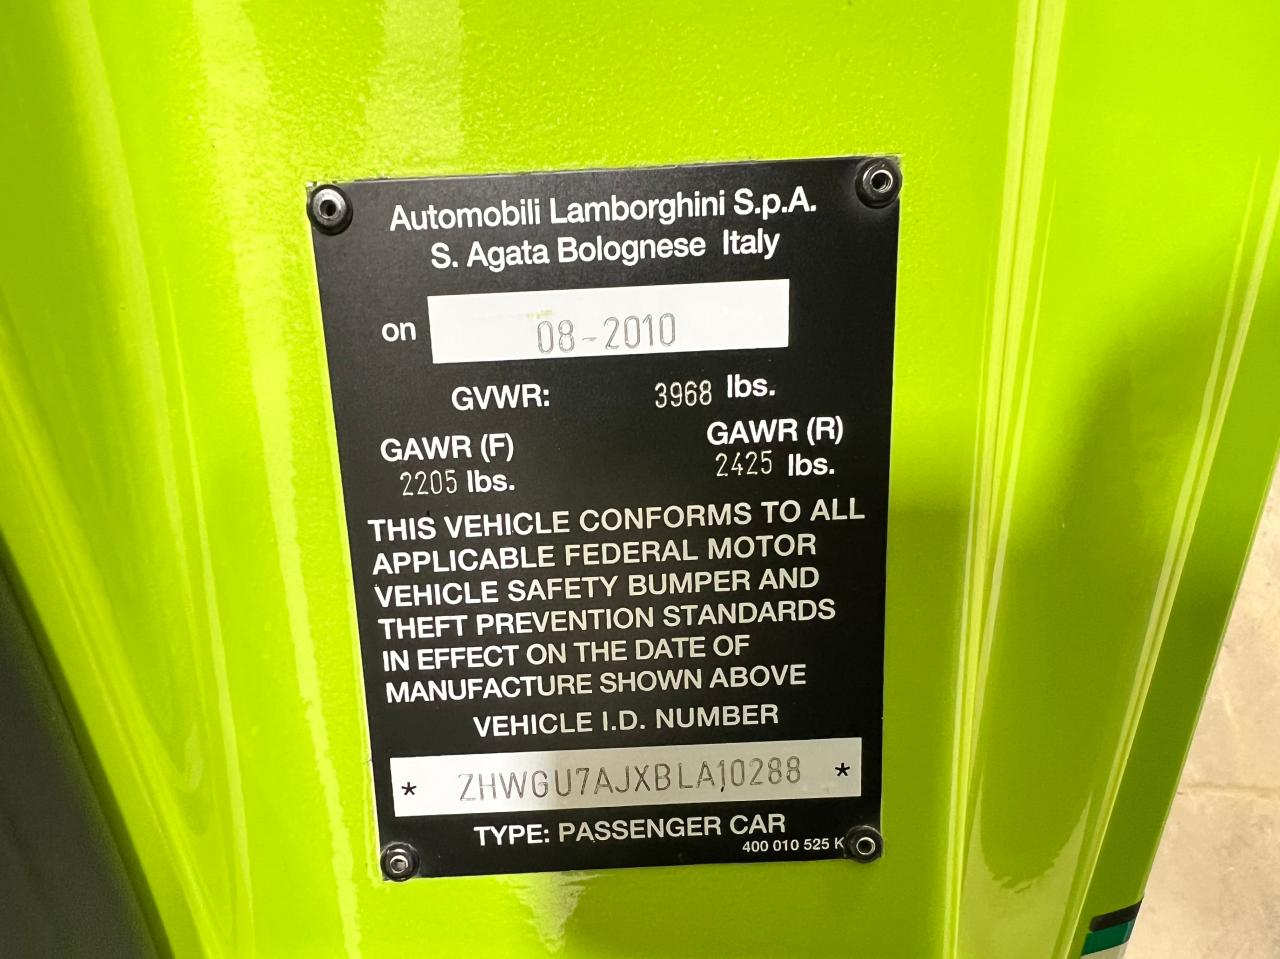 Automobili Lamborghini S.p.A.
S. Agata Bolognese Italy
on 08-2010
GVWR: 3968 lbs.
GAWR (F) GAWR (R)
2205 lbs. 2425 lbs.
THIS VEHICLE CONFORMS TO ALL
APPLICABLE FEDERAL MOTOR
VEHICLE SAFETY BUMPER AND
THEFT PREVENTION STANDARDS
IN EFFECT ON THE DATE OF
MANUFACTURE SHOWN ABOVE
VEHICLE I.D. NUMBER
* ZHWGU7AJXBLA10288 *
TYPE: PASSENGER CAR
400 010 525 K